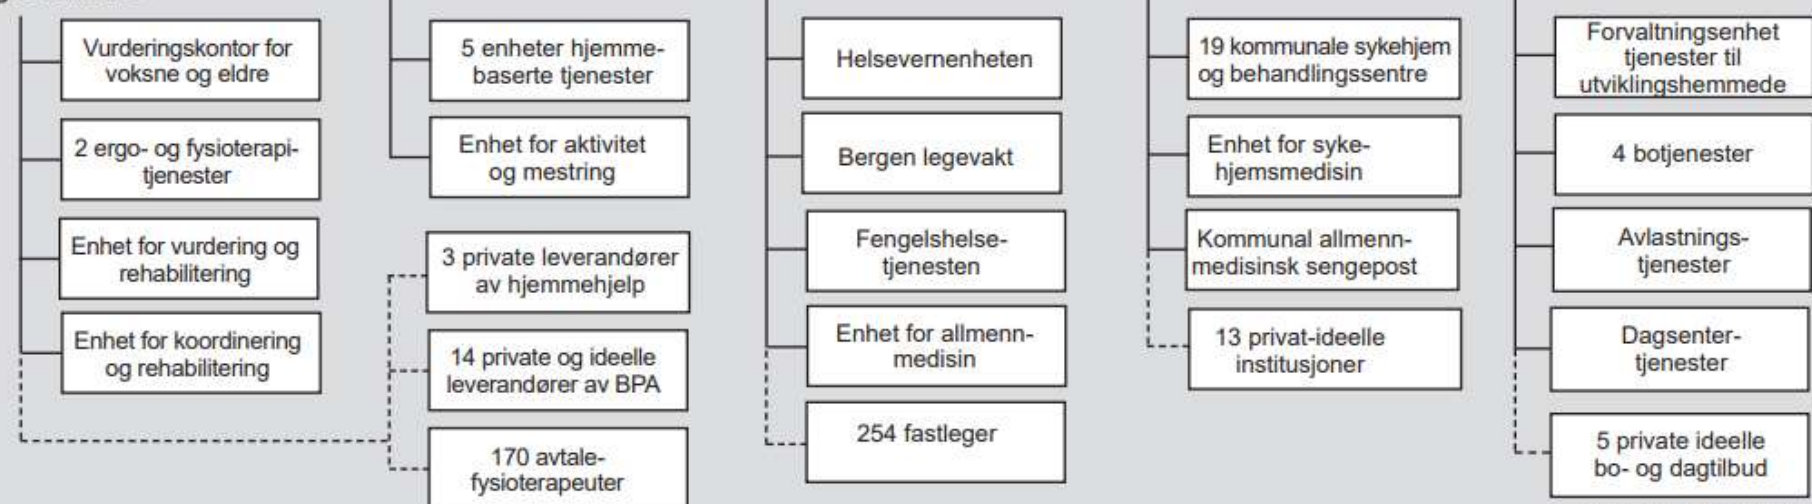 Vurderingskontor for
voksne og eldre
2 ergo- og fysioterapi-
tjenester
Enhet for vurdering og
rehabilitering
Enhet for koordinering
og rehabilitering
5 enheter hjemme-
baserte tjenester
Enhet for aktivitet
og mestring
3 private leverandører
av hjemmehjelp
14 private og ideelle
leverandører av BPA
170 avtale-
fysioterapeuter
Helsevernenheten
Bergen legevakt
Fengelshelse-
tjenesten
Enhet for allmenn-
medisin
254 fastleger
19 kommunale sykehjem
og behandlingssentre
Enhet for syke-
hjemsmedisin
Kommunal allmenn-
medisinsk sengepost
13 privat-ideelle
institusjoner
Forvaltningsenhet
tjenester til
utviklingshemmede
4 botjenester
Avlastnings-
tjenester
Dagsenter-
tjenester
5 private ideelle
bo- og dagtilbud